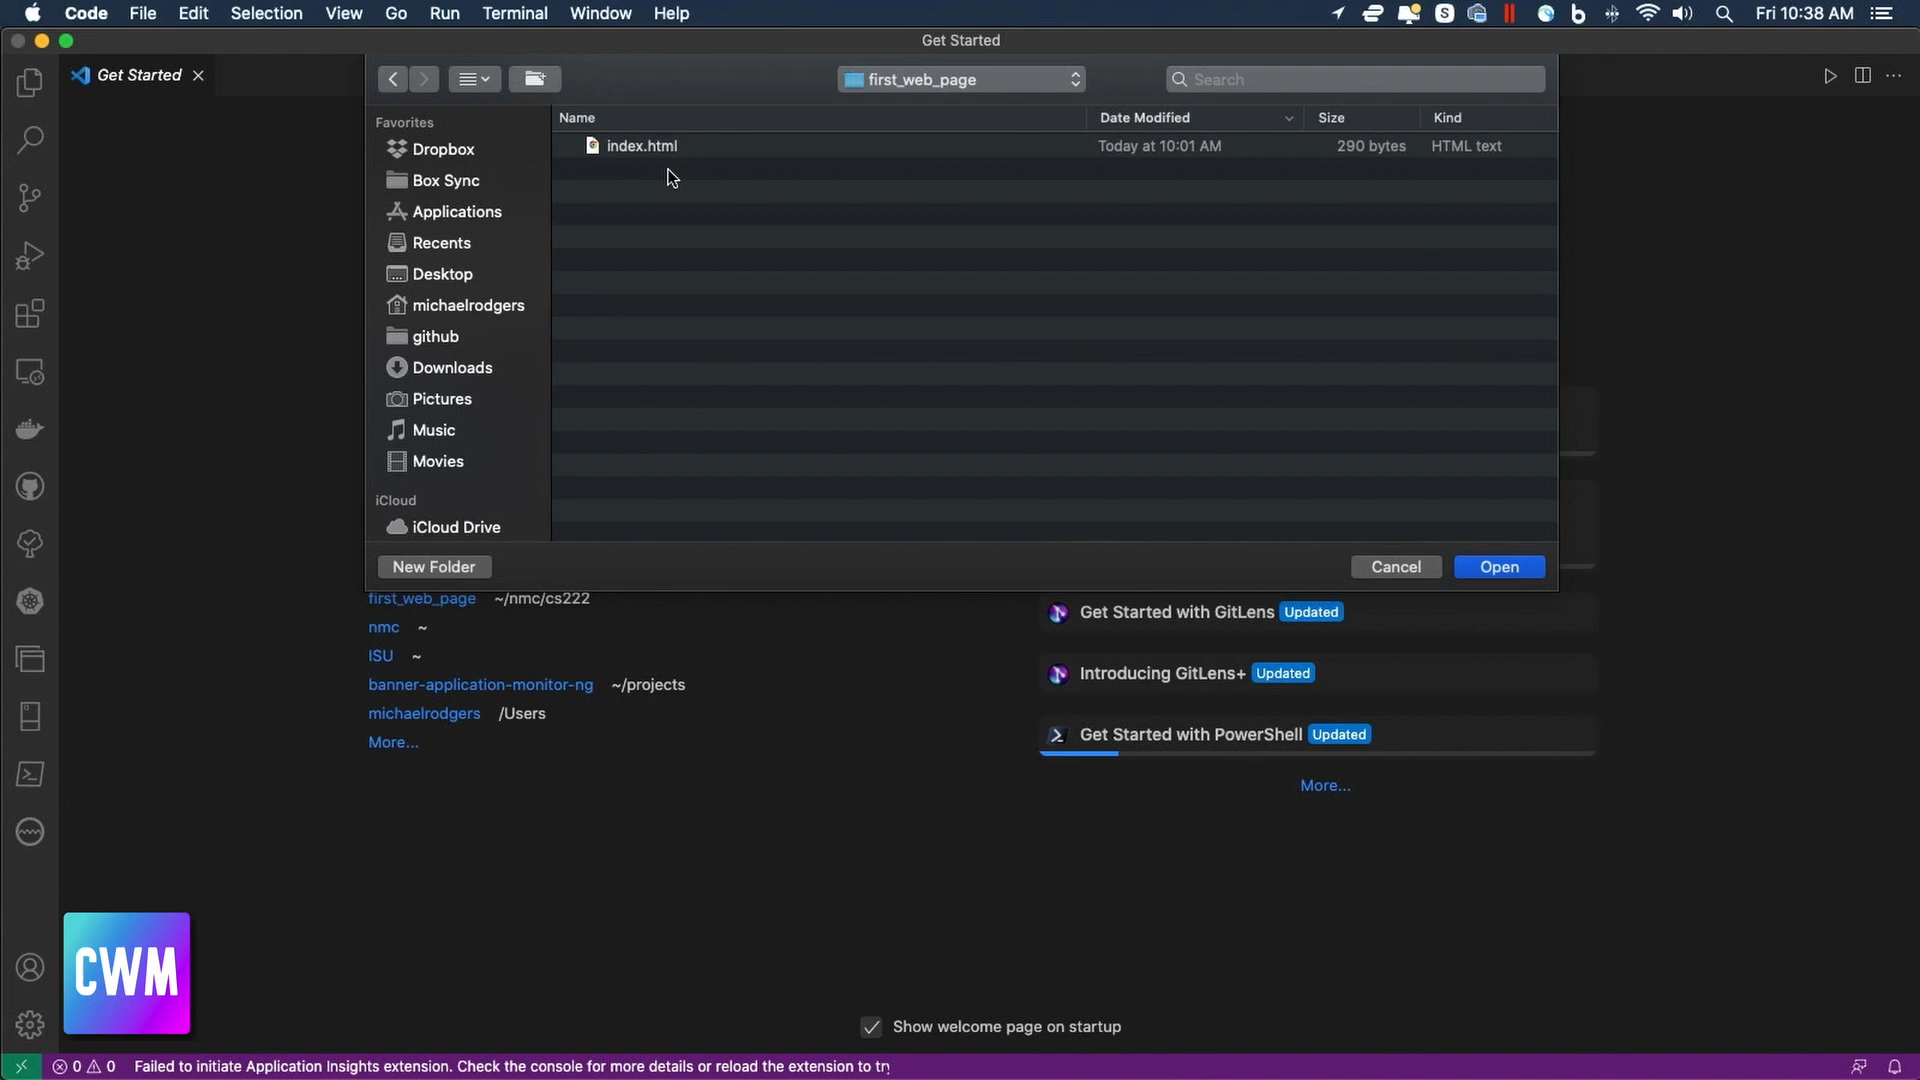 Code File Edit Selection View Go Run Terminal Window Help Fri 10:38 AM
Get Started
Get Started
first_web_page
Search
Favorites
Dropbox
Box Sync
Applications
Recents
Desktop
michaelrodgers
github
Downloads
Pictures
Music
Movies
iCloud
iCloud Drive
Name Date Modified Size Kind
index.html Today at 10:01 AM 290 bytes HTML text
New Folder
Cancel
Open
first_web_page ~/nmc/cs222
nmc ~
ISU ~
banner-application-monitor-ng ~/projects
michaelrodgers /Users
More...
Get Started with GitLens Updated
Introducing GitLens+ Updated
Get Started with PowerShell Updated
More...
CWM
Show welcome page on startup
0 0 Failed to initiate Application Insights extension. Check the console for more details or reload the extension to try